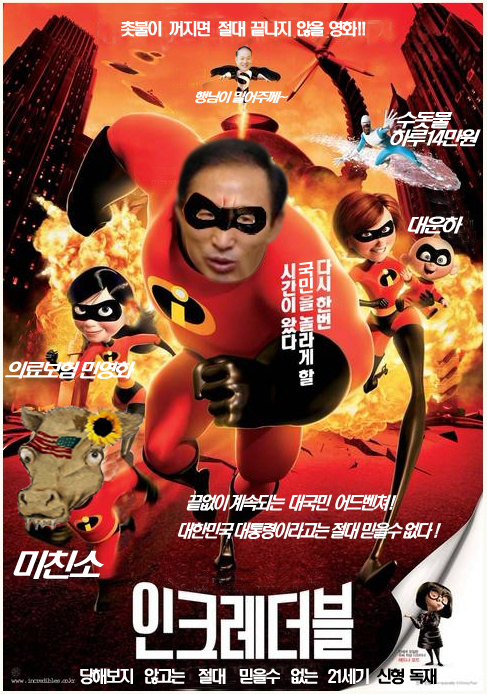 촛불이 꺼지면 절대 끝나지 않을 영화!!
행님이 밀어주께~
수돗물
하루14만원
대운하
다시 한번
국민을 놀라게 할
시간이 왔다
의료보험 민영화
끝없이 계속되는 대국민 어드벤쳐!
대한민국 대통령이라고는 절대 믿을수 없다!
미친소
인크레더블
www.incredibles.co.kr
당해보지 않고는 절대 믿을수 없는 21세기 신형 독재